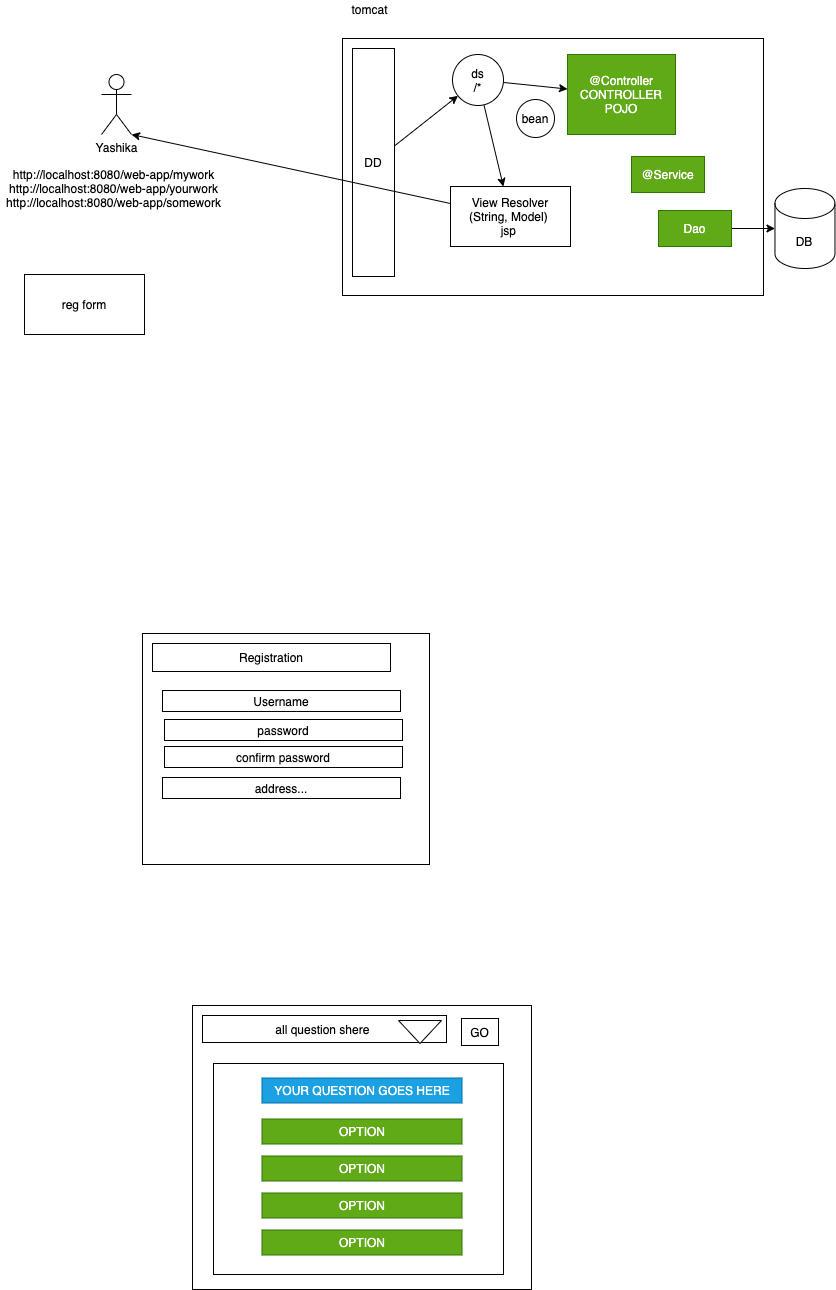 tomcat
ds
/*
@Controller
CONTROLLER
POJO
bean
Yashika
DD
http://localhost:8080/web-app/mywork
http://localhost:8080/web-app/yourwork
http://localhost:8080/web-app/somework
@Service
View Resolver
(String, Model)
jsp
Dao
DB
reg form
Registration
Username
password
confirm password
address...
all question shere
GO
YOUR QUESTION GOES HERE
OPTION
OPTION
OPTION
OPTION